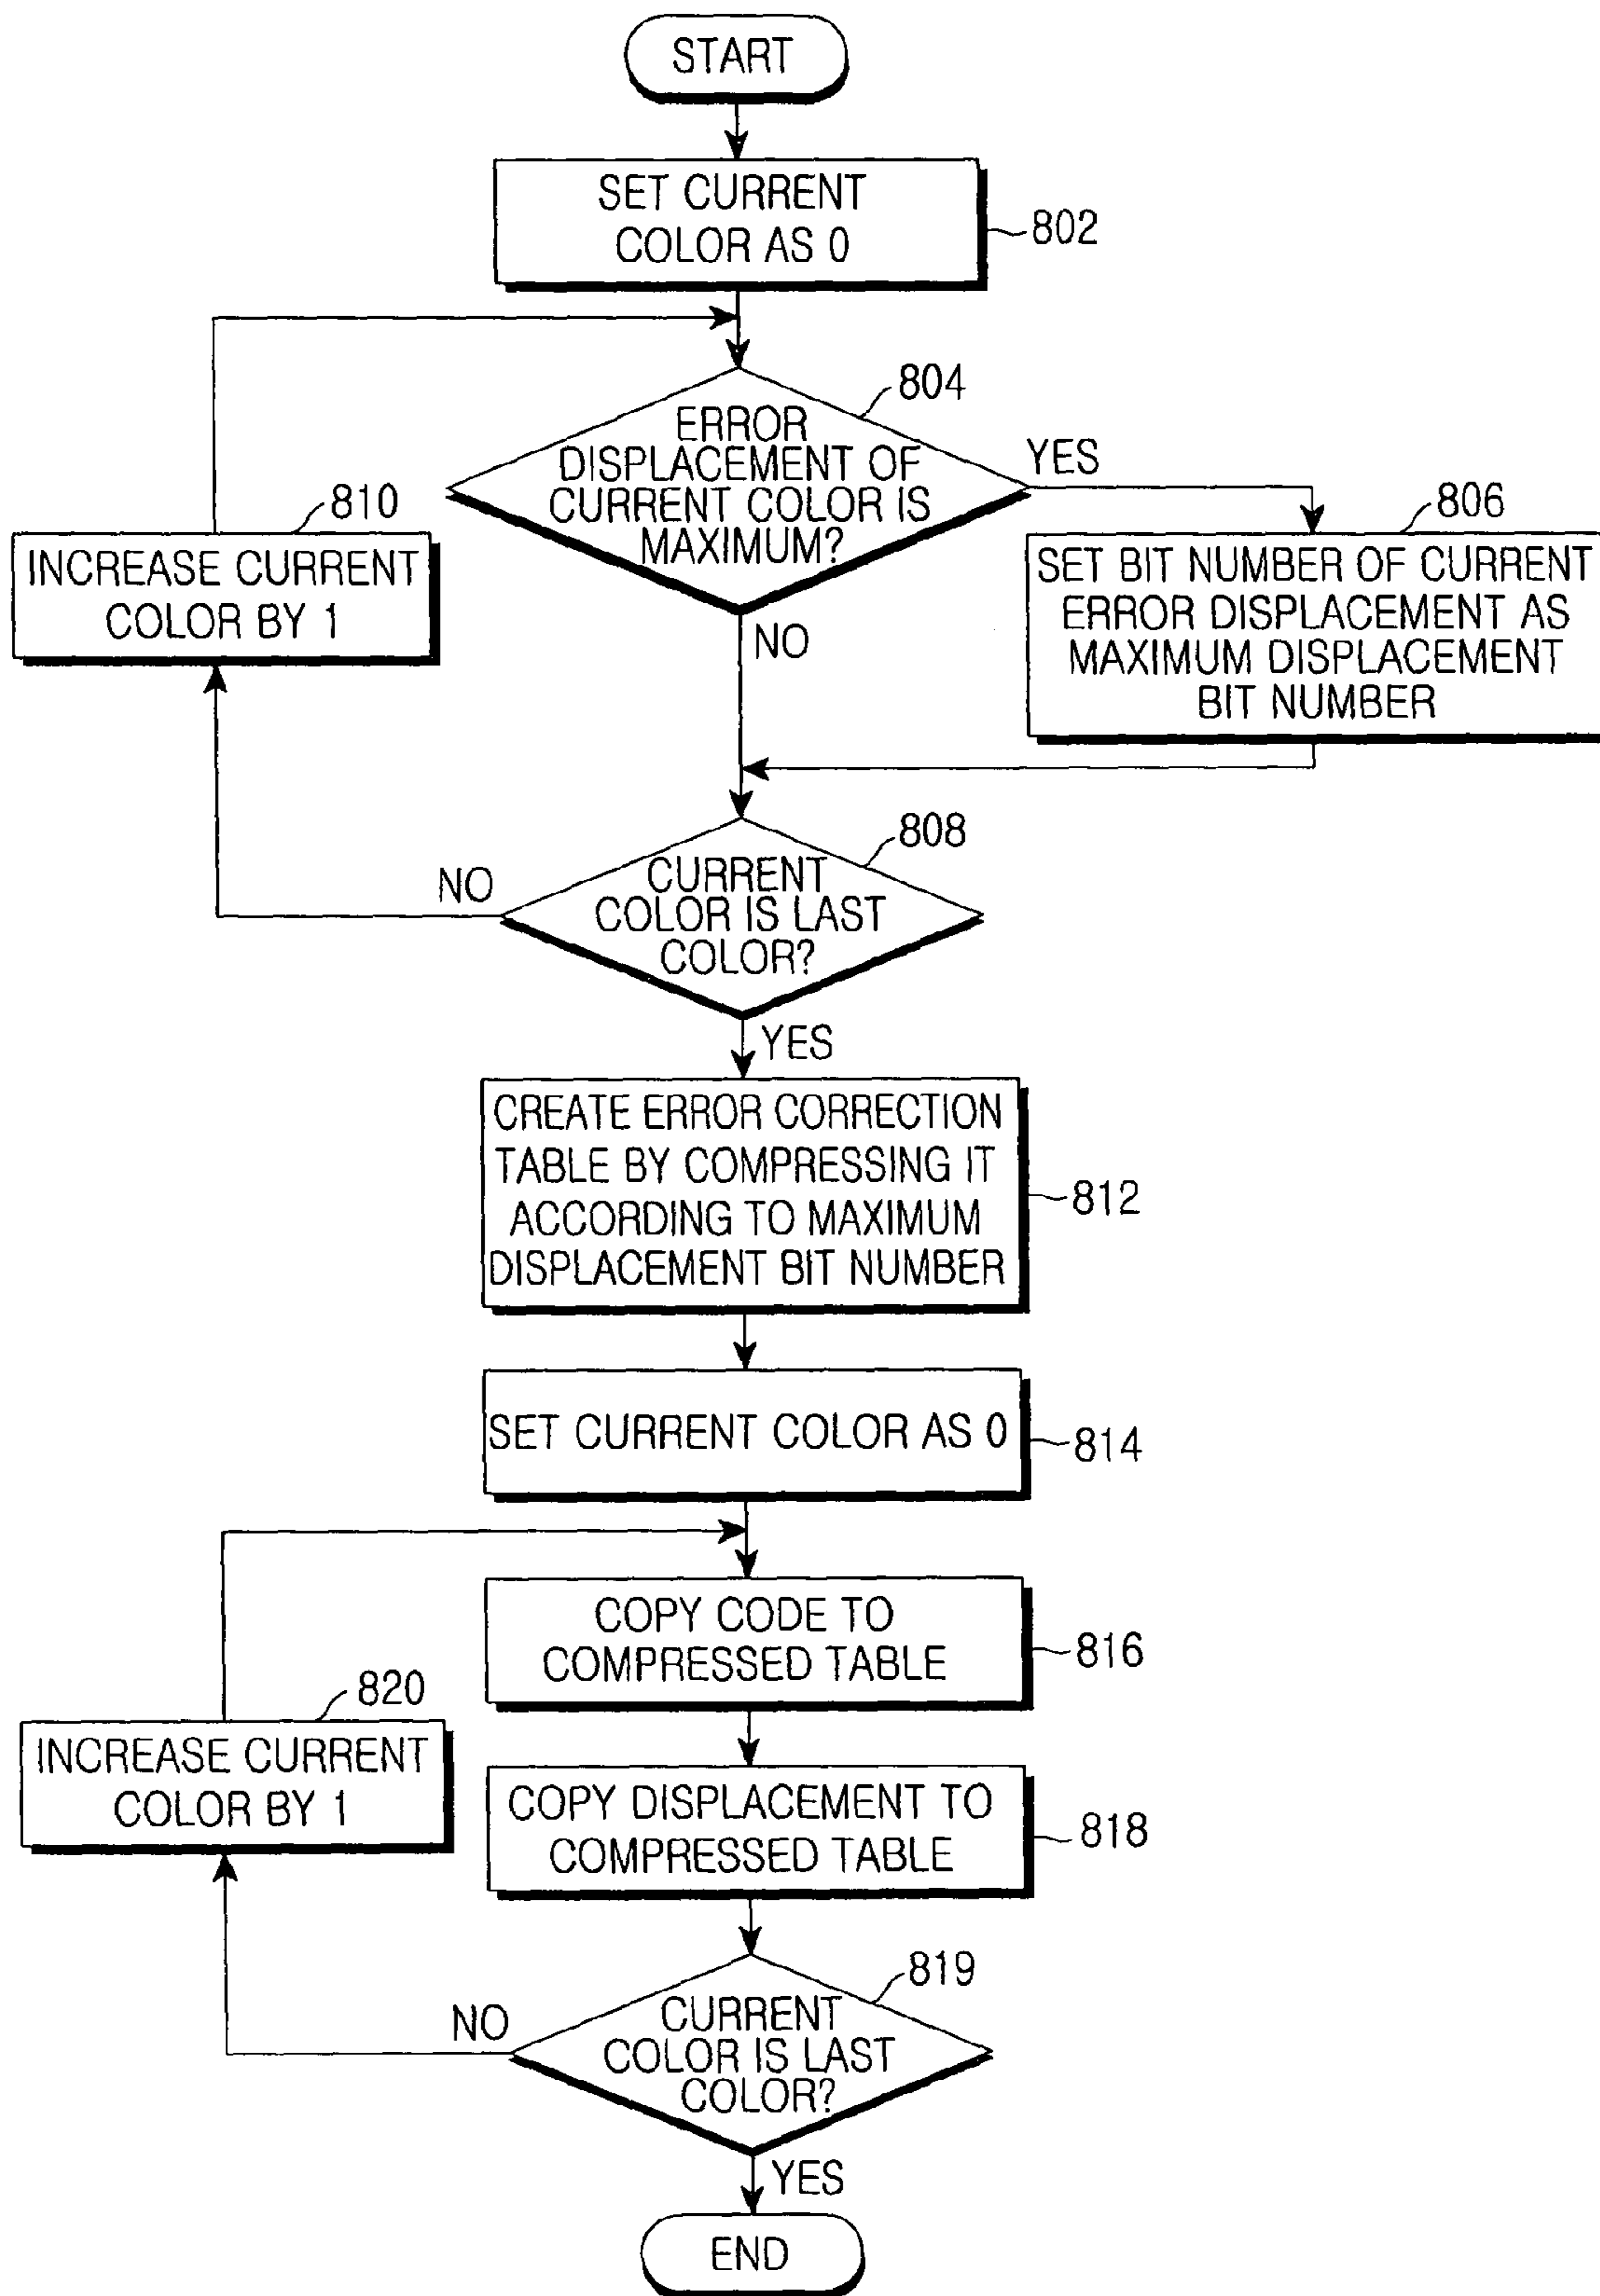 START
SET CURRENT
COLOR AS 0
802
804
ERROR
DISPLACEMENT OF
CURRENT COLOR IS
MAXIMUM?
YES
NO
806
SET BIT NUMBER OF CURRENT
ERROR DISPLACEMENT AS
MAXIMUM DISPLACEMENT
BIT NUMBER
810
INCREASE CURRENT
COLOR BY 1
808
CURRENT
COLOR IS LAST
COLOR?
NO
YES
CREATE ERROR CORRECTION
TABLE BY COMPRESSING IT
ACCORDING TO MAXIMUM
DISPLACEMENT BIT NUMBER
812
SET CURRENT COLOR AS 0
814
COPY CODE TO
COMPRESSED TABLE
816
820
INCREASE CURRENT
COLOR BY 1
COPY DISPLACEMENT TO
COMPRESSED TABLE
818
819
CURRENT
COLOR IS LAST
COLOR?
NO
YES
END